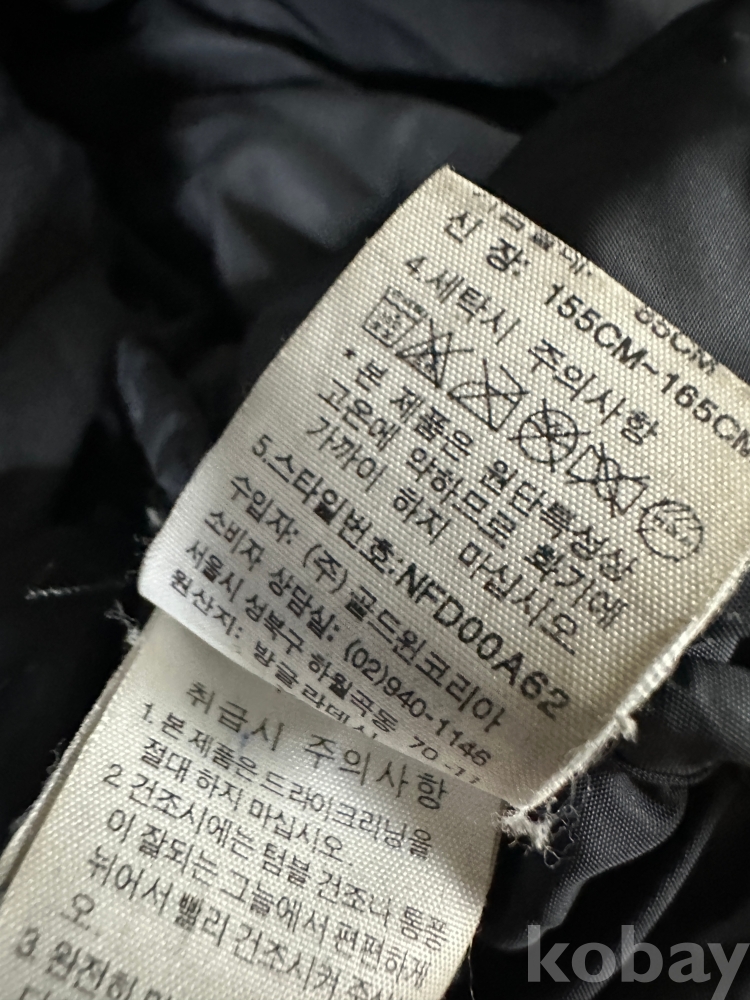 85CM
신 장: 155CM~165CM
4.세탁시 주의사항
* 본 제품은 원단특성상
고온에 약하므로 화기에
가까이 하지 마십시오.
5.스타일번호:NFD00A62
수입자: (주) 골드윈코리아
소비자 상담실: (02)940-1146
서울시 성북구 하월곡동 70-11
원산지: 방글라데시
취급시 주의사항
1.본 제품은 드라이크리닝을
절대 하지 마십시오
2 건조시에는 텀블 건조나 통풍
이 잘되는 그늘에서 편편하게
뉘어서 빨리 건조시켜 주십시
오.
3 완전히
kobay